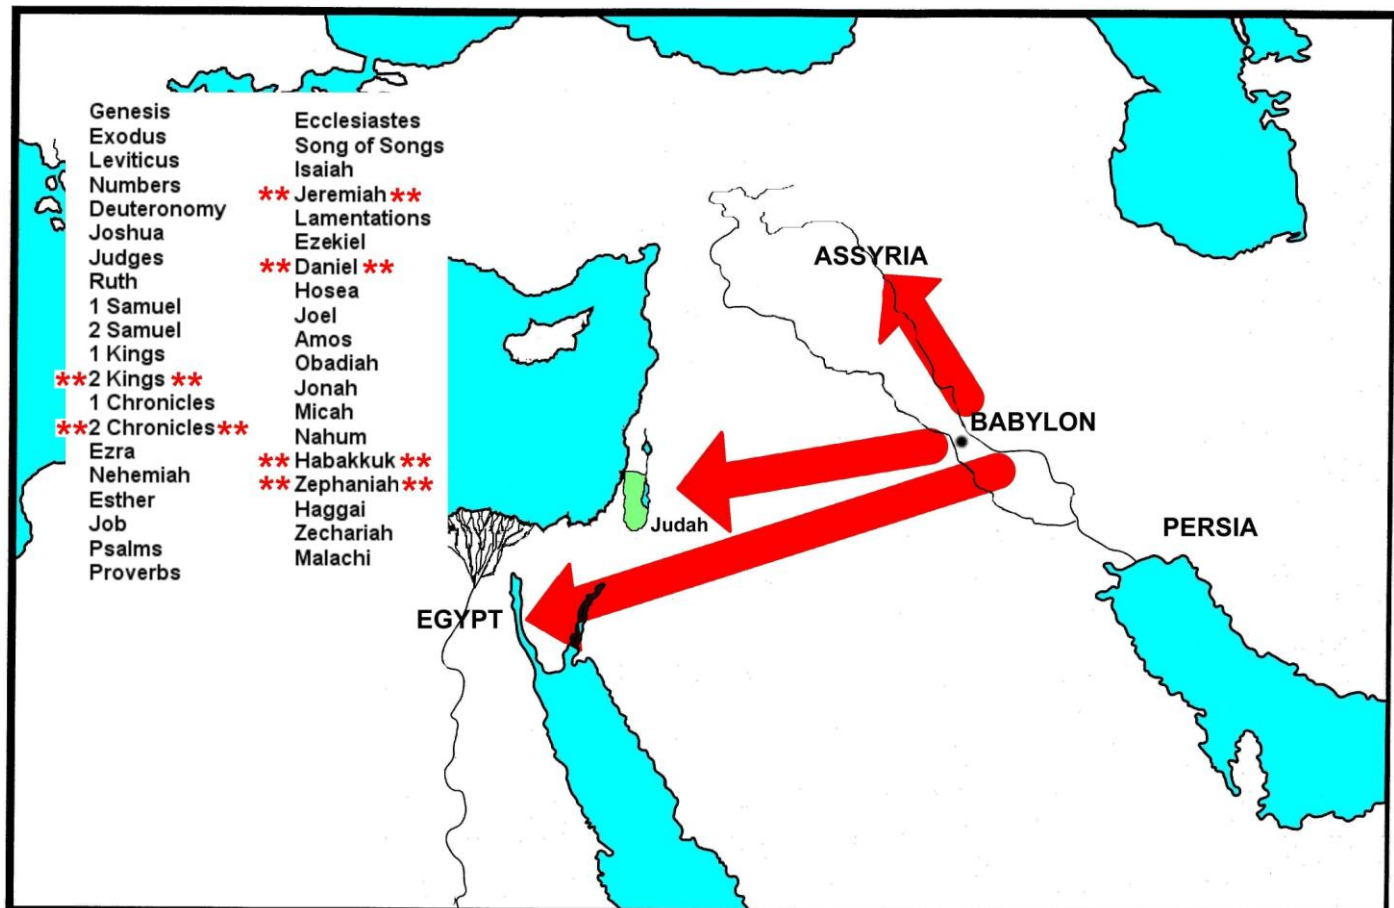 Genesis
Exodus
Leviticus
Numbers
Deuteronomy
Joshua
Judges
Ruth
1 Samuel
2 Samuel
1 Kings
**2 Kings **
1 Chronicles
**2 Chronicles**
Ezra
Nehemiah
Esther
Job
Psalms
Proverbs
Ecclesiastes
Song of Songs
Isaiah
** Jeremiah **
Lamentations
Ezekiel
** Daniel **
Hosea
Joel
Amos
Obadiah
Jonah
Micah
Nahum
** Habakkuk **
** Zephaniah **
Haggai
Zechariah
Malachi
ASSYRIA
BABYLON
Judah
PERSIA
EGYPT